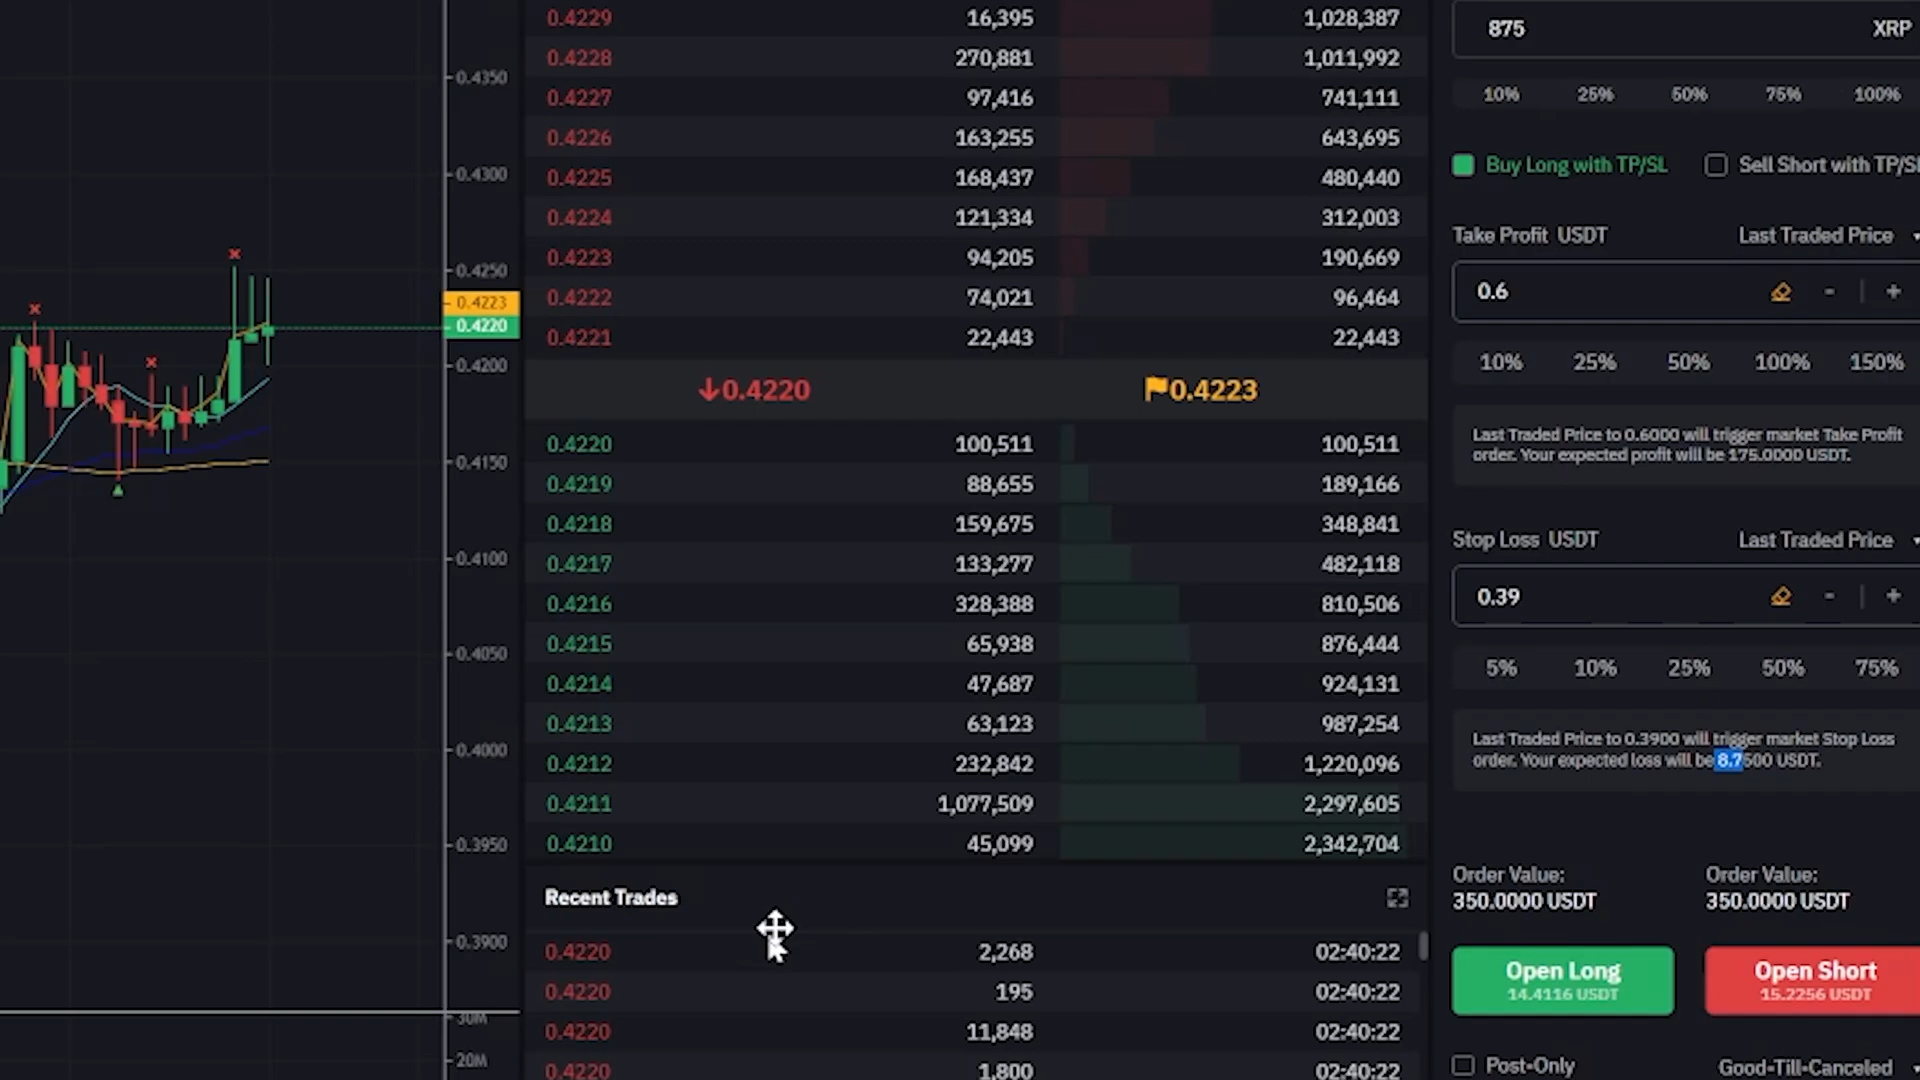 0.4350
0.4300
0.4250
0.4223
0.4220
0.4200
0.4150
0.4100
0.4050
0.4000
0.3950
0.3900
30M
20M
0.4229 16,395 1,028,387
0.4228 270,881 1,011,992
0.4227 97,416 741,111
0.4226 163,255 643,695
0.4225 168,437 480,440
0.4224 121,334 312,003
0.4223 94,205 190,669
0.4222 74,021 96,464
0.4221 22,443 22,443
0.4220 0.4223
0.4220 100,511 100,511
0.4219 88,655 189,166
0.4218 159,675 348,841
0.4217 133,277 482,118
0.4216 328,388 810,506
0.4215 65,938 876,444
0.4214 47,687 924,131
0.4213 63,123 987,254
0.4212 232,842 1,220,096
0.4211 1,077,509 2,297,605
0.4210 45,099 2,342,704
Recent Trades
0.4220 2,268 02:40:22
0.4220 195 02:40:22
0.4220 11,848 02:40:22
0.4220 1,800 02:40:22
875 XRP
10% 25% 50% 75% 100%
Buy Long with TP/SL Sell Short with TP/SL
Take Profit USDT Last Traded Price
0.6 - +
10% 25% 50% 100% 150%
Last Traded Price to 0.6000 will trigger market Take Profit
order. Your expected profit will be 175.0000 USDT.
Stop Loss USDT Last Traded Price
0.39 - +
5% 10% 25% 50% 75%
Last Traded Price to 0.3900 will trigger market Stop Loss
order. Your expected loss will be 8.7500 USDT.
Order Value: Order Value:
350.0000 USDT 350.0000 USDT
Open Long Open Short
14.4116 USDT 15.2256 USDT
Post-Only Good-Till-Canceled